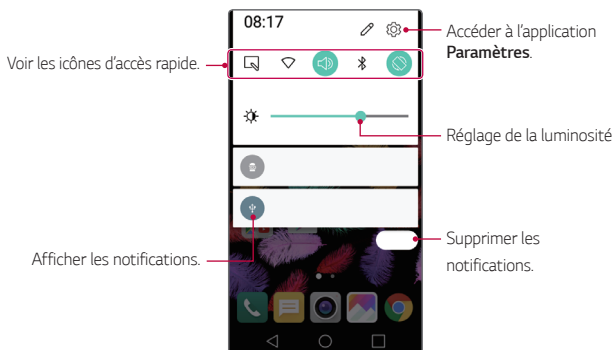 08:17
Accéder à l'application
Paramètres.
Voir les icônes d'accès rapide.
Réglage de la luminosité
Afficher les notifications.
Supprimer les
notifications.